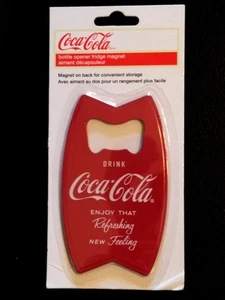 Coca-Cola
bottle opener fridge magnet
aimant décapsuleur
Magnet on back for convenient storage
Avec aimant au dos pour un rangement plus facile
DRINK
Coca-Cola®
ENJOY THAT
Refreshing
NEW Feeling